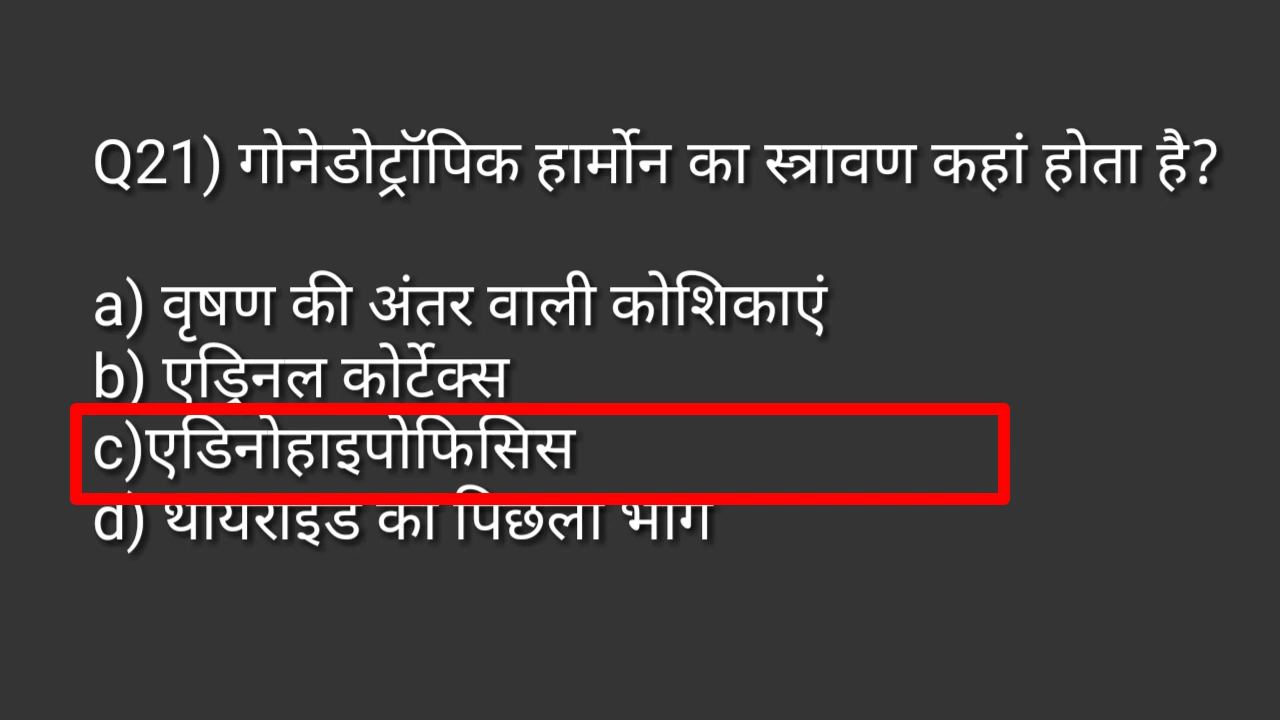 Q21) गोनेडोट्रॉपिक हार्मोन का स्त्रावण कहां होता है?
a) वृषण की अंतर वाली कोशिकाएं
b) एड्रिनल कोर्टेक्स
c)एडिनोहाइपोफिसिस
d) थायराइड का पिछला भाग